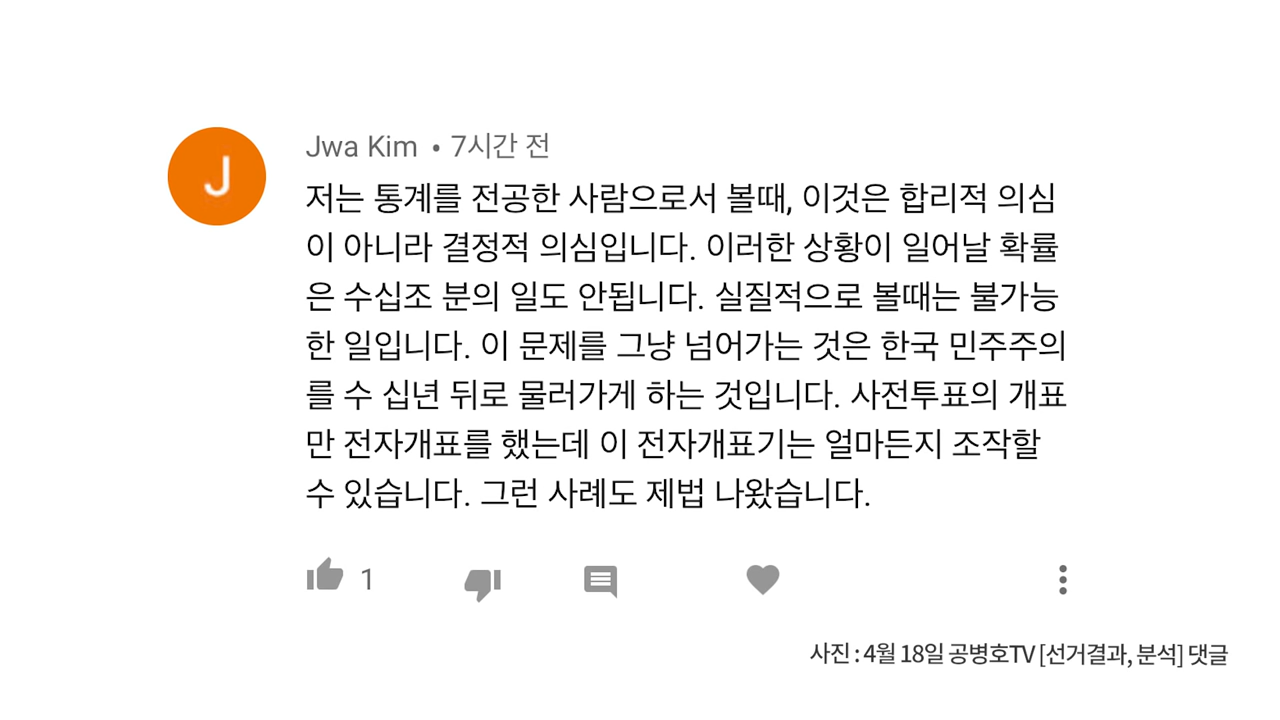 J
Jwa Kim • 7시간 전
저는 통계를 전공한 사람으로서 볼때, 이것은 합리적 의심
이 아니라 결정적 의심입니다. 이러한 상황이 일어날 확률
은 수십조 분의 일도 안됩니다. 실질적으로 볼때는 불가능
한 일입니다. 이 문제를 그냥 넘어가는 것은 한국 민주주의
를 수 십년 뒤로 물러가게 하는 것입니다. 사전투표의 개표
만 전자개표를 했는데 이 전자개표기는 얼마든지 조작할
수 있습니다. 그런 사례도 제법 나왔습니다.
1
사진 : 4월 18일 공병호TV [선거결과, 분석] 댓글